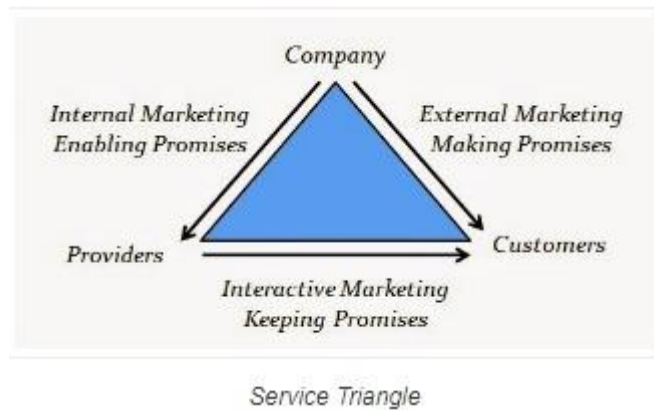 Company
Internal Marketing
Enabling Promises
External Marketing
Making Promises
Providers
Customers
Interactive Marketing
Keeping Promises
Service Triangle